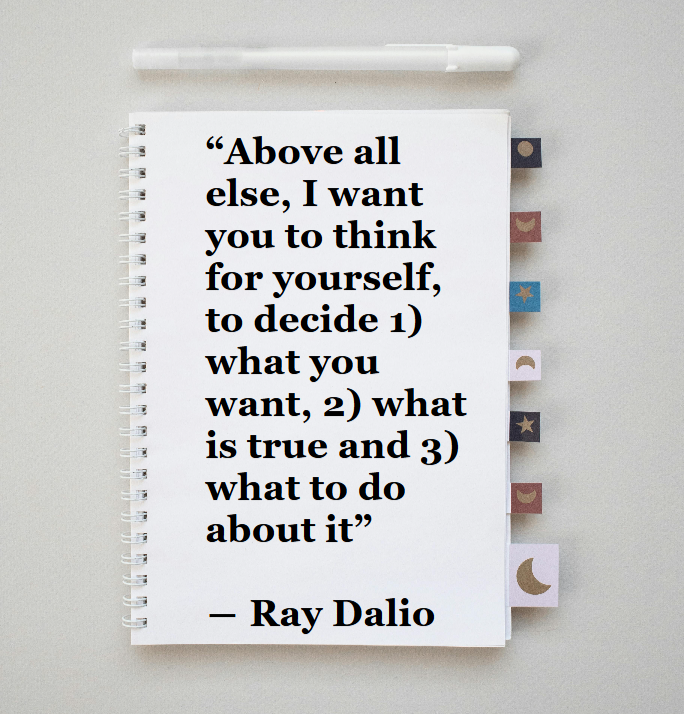 “Above all
else, I want
you to think
for yourself,
to decide 1)
what you
want, 2) what
is true and 3)
what to do
about it”
— Ray Dalio